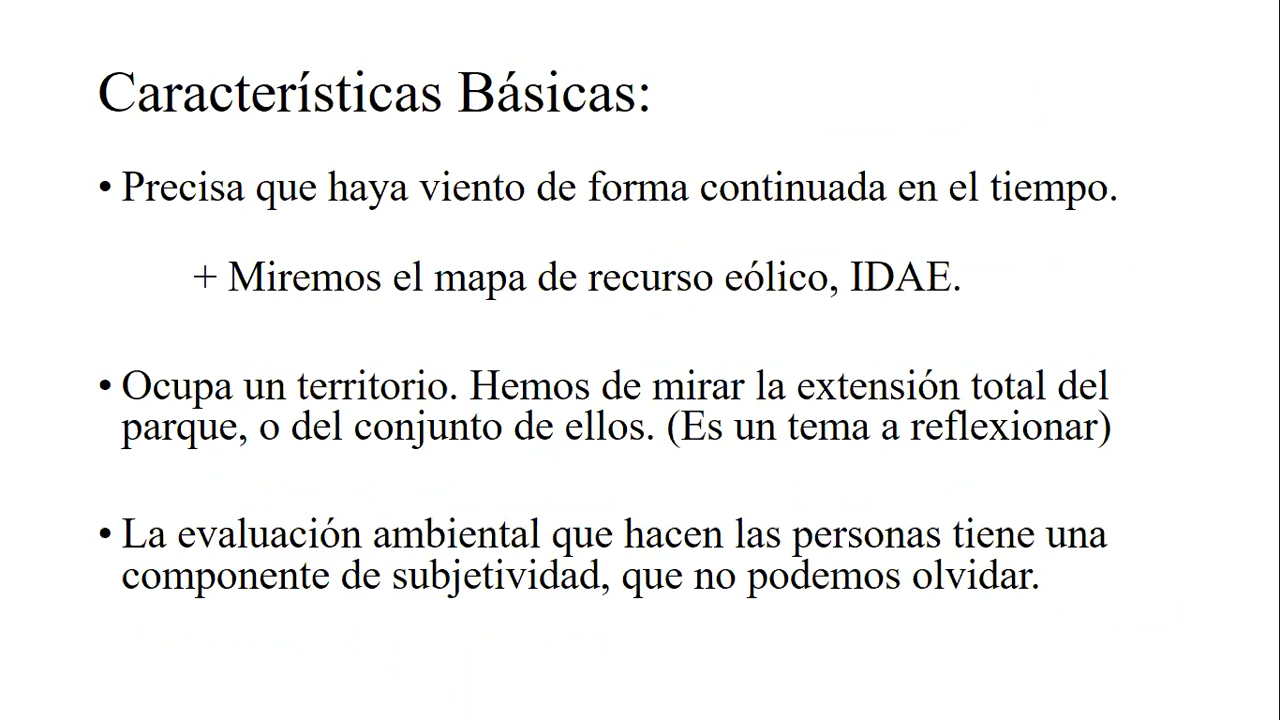 Características Básicas:
• Precisa que haya viento de forma continuada en el tiempo.
+ Miremos el mapa de recurso eólico, IDAE.
• Ocupa un territorio. Hemos de mirar la extensión total del
parque, o del conjunto de ellos. (Es un tema a reflexionar)
• La evaluación ambiental que hacen las personas tiene una
componente de subjetividad, que no podemos olvidar.